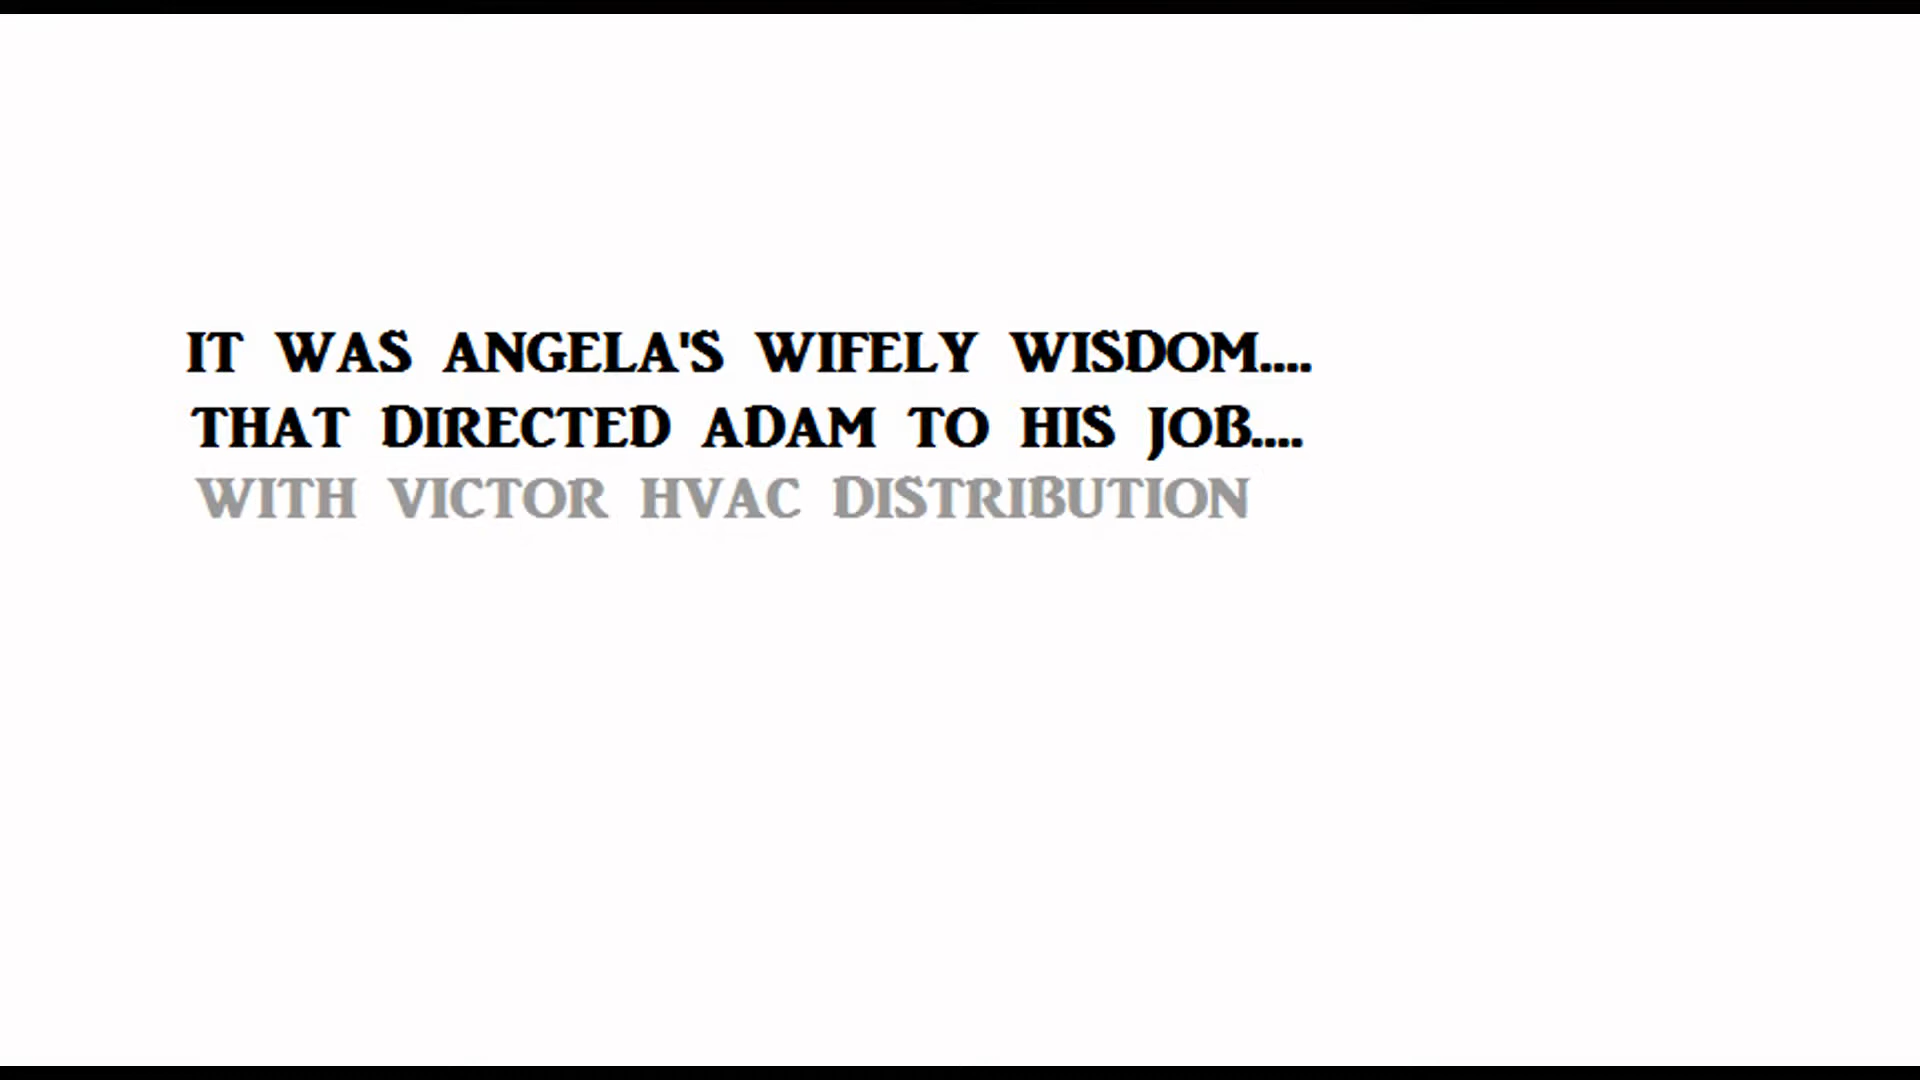 IT WAS ANGELA'S WIFELY WISDOM....
THAT DIRECTED ADAM TO HIS JOB....
WITH VICTOR HVAC DISTRIBUTION